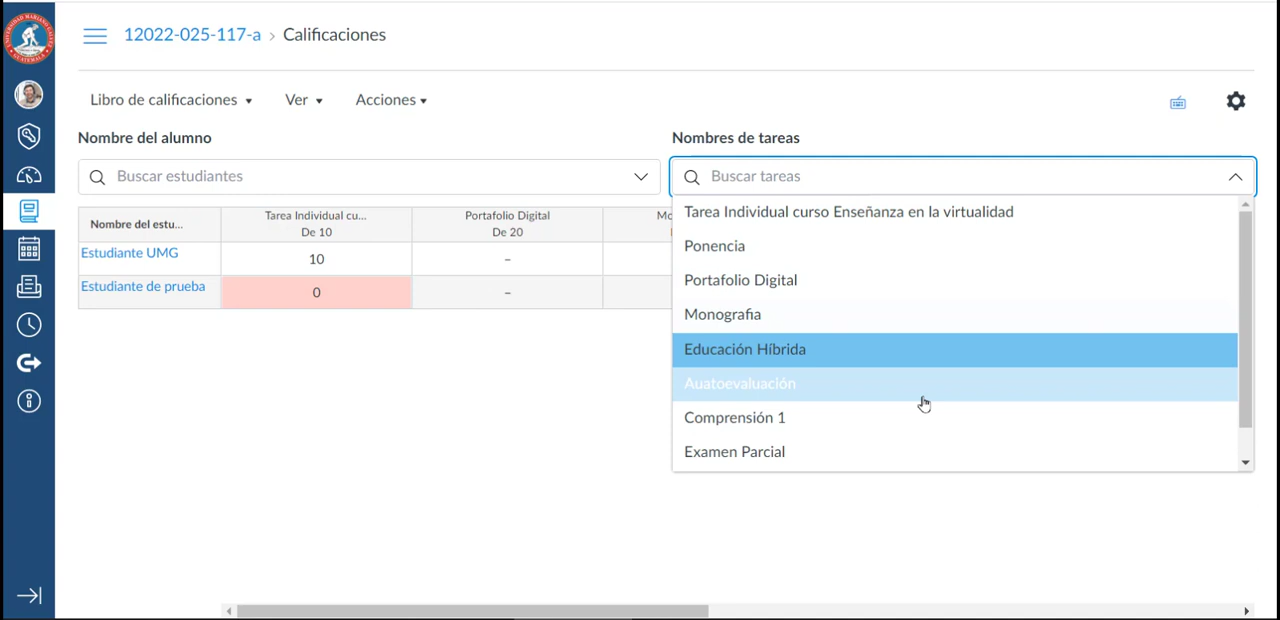 12022-025-117-a › Calificaciones
Libro de calificaciones Ver Acciones
Nombre del alumno
Nombres de tareas
Buscar estudiantes
Buscar tareas
Nombre del estu...
Tarea Individual cu...
De 10
Portafolio Digital
De 20
Mo
Estudiante UMG
10
–
Estudiante de prueba
0
–
Tarea Individual curso Enseñanza en la virtualidad
Ponencia
Portafolio Digital
Monografia
Educación Híbrida
Auatoevaluación
Comprensión 1
Examen Parcial